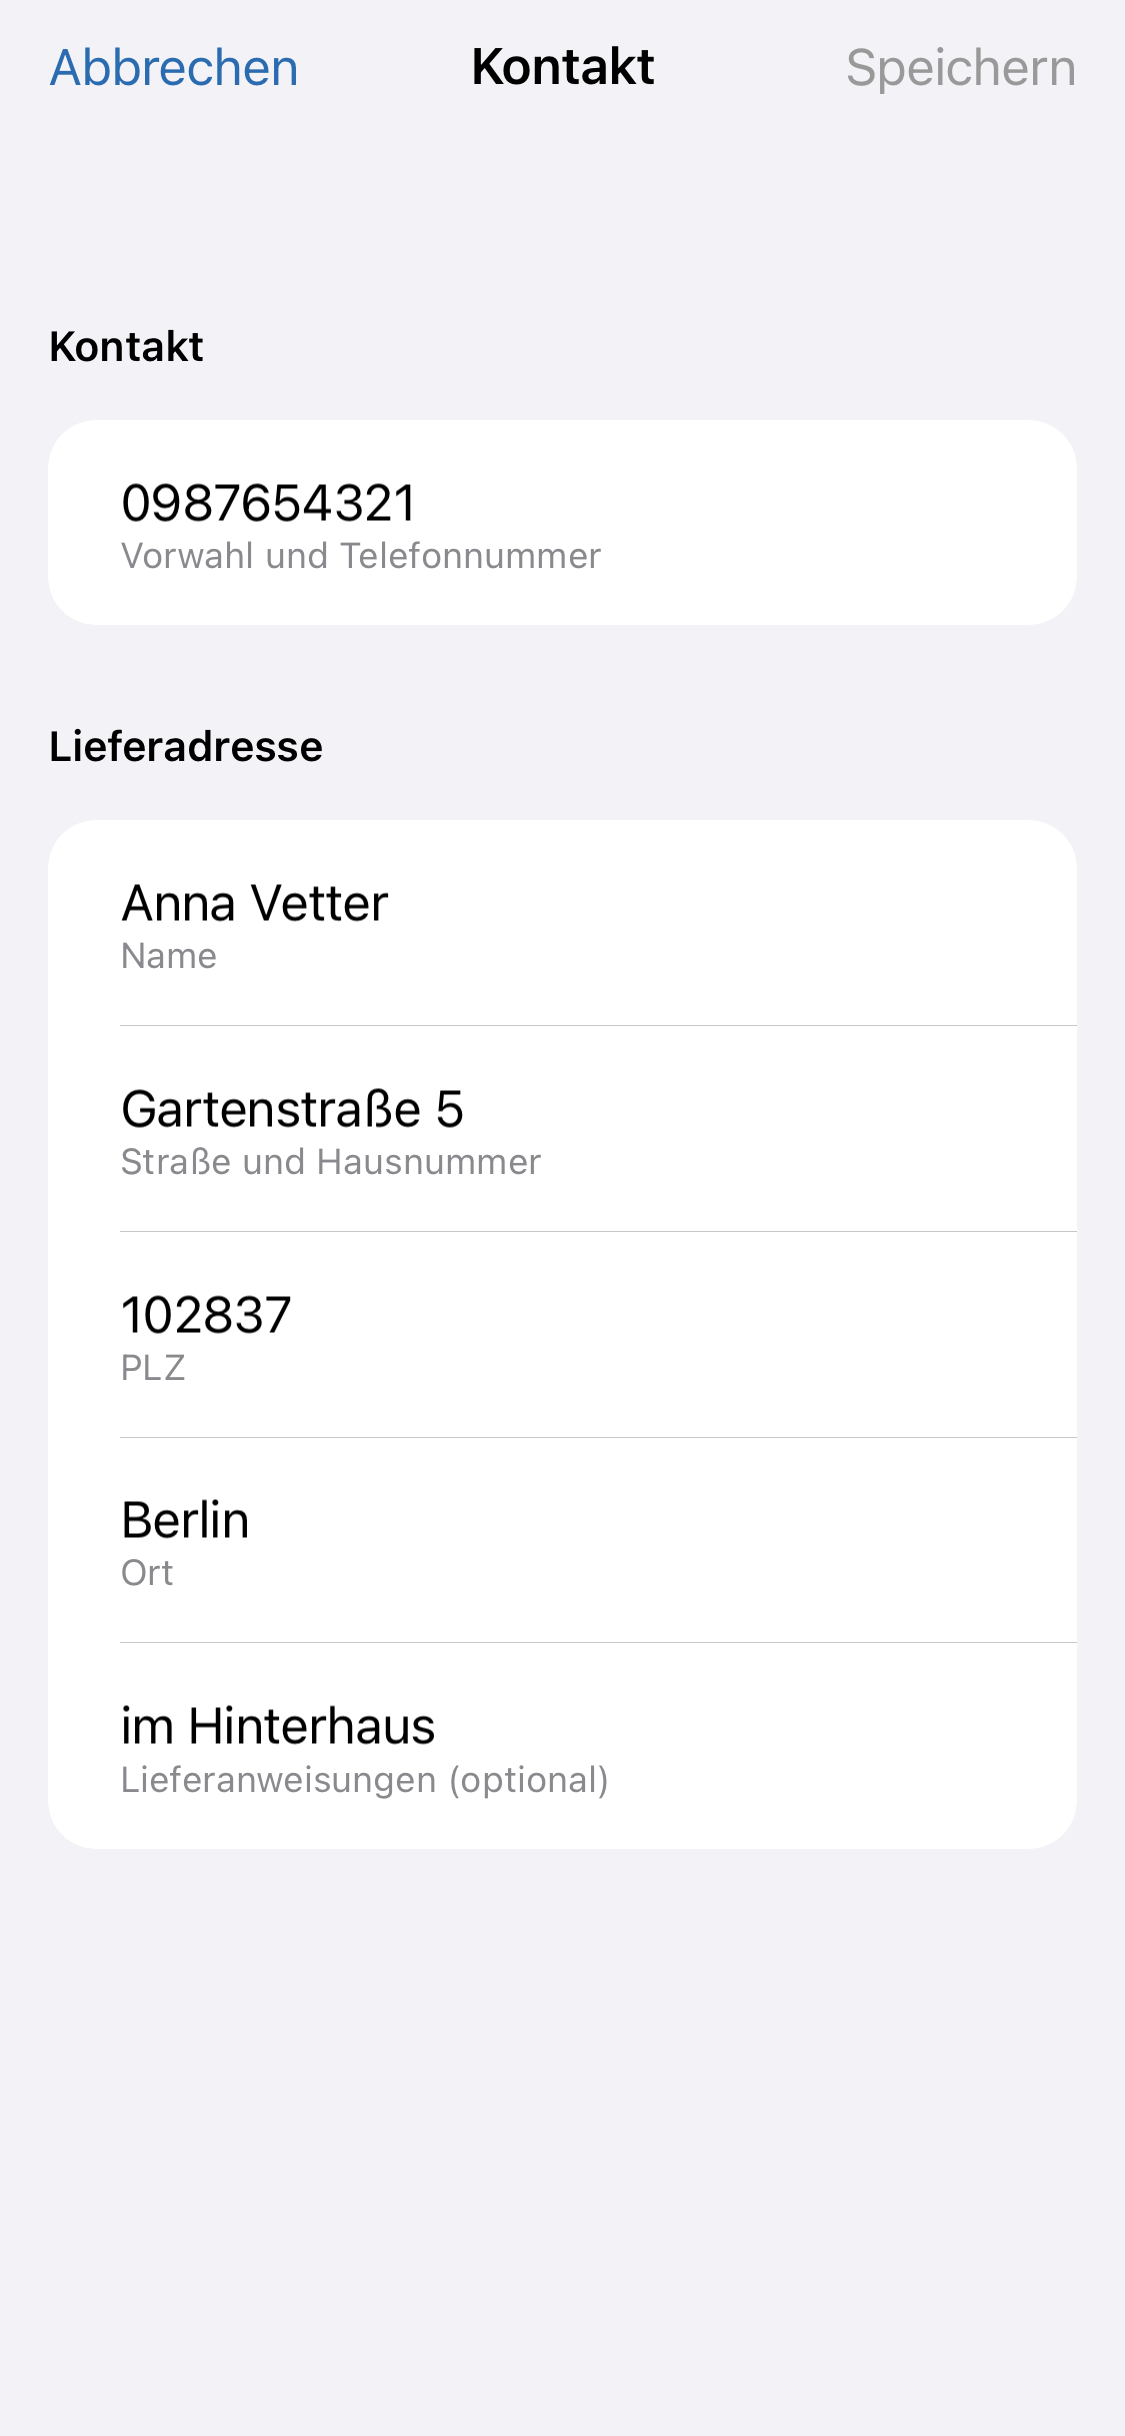 Abbrechen Kontakt Speichern
Kontakt
0987654321
Vorwahl und Telefonnummer
Lieferadresse
Anna Vetter
Name
Gartenstraße 5
Straße und Hausnummer
102837
PLZ
Berlin
Ort
im Hinterhaus
Lieferanweisungen (optional)